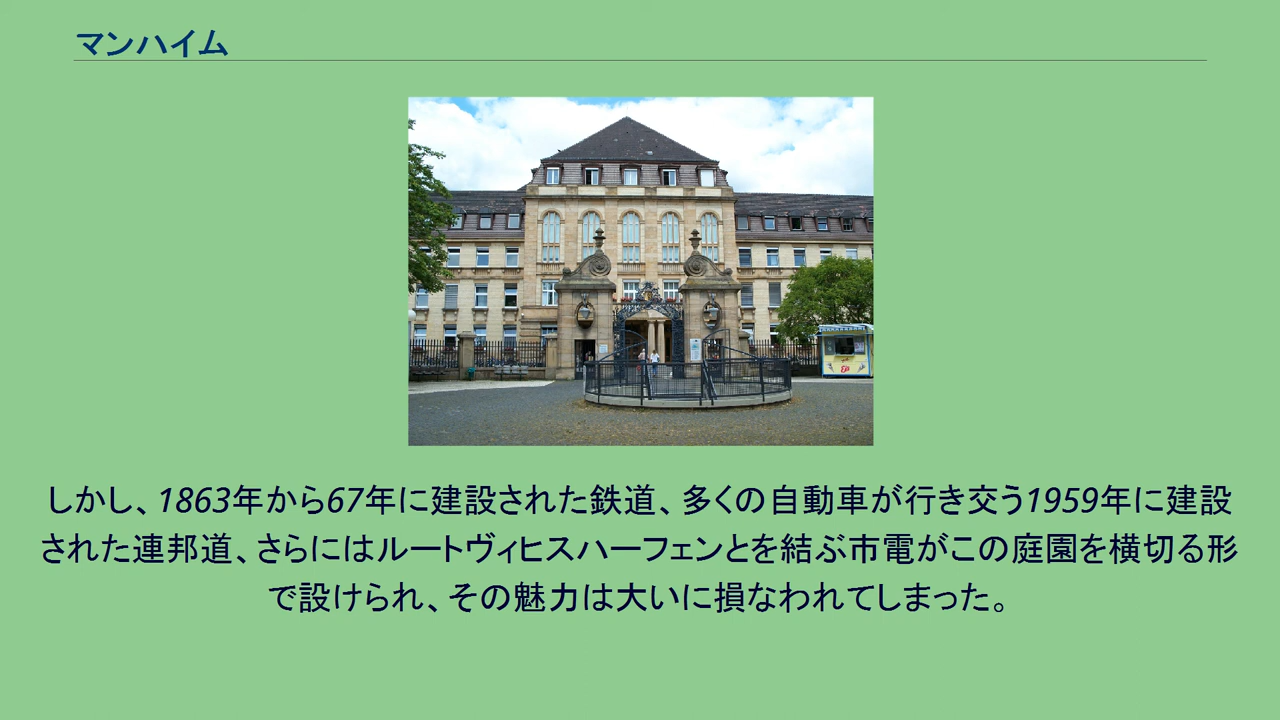 マンハイム
しかし、1863年から67年に建設された鉄道、多くの自動車が行き交う1959年に建設
された連邦道、さらにはルートヴィヒスハーフェンとを結ぶ市電がこの庭園を横切る形
で設けられ、その魅力は大いに損なわれてしまった。